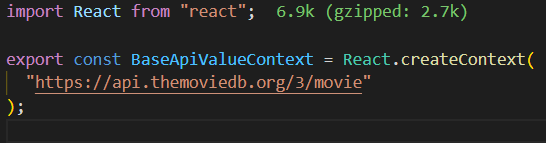 import React from "react";  6.9k (gzipped: 2.7k)
export const BaseApiValueContext = React.createContext(
  "https://api.themoviedb.org/3/movie"
);